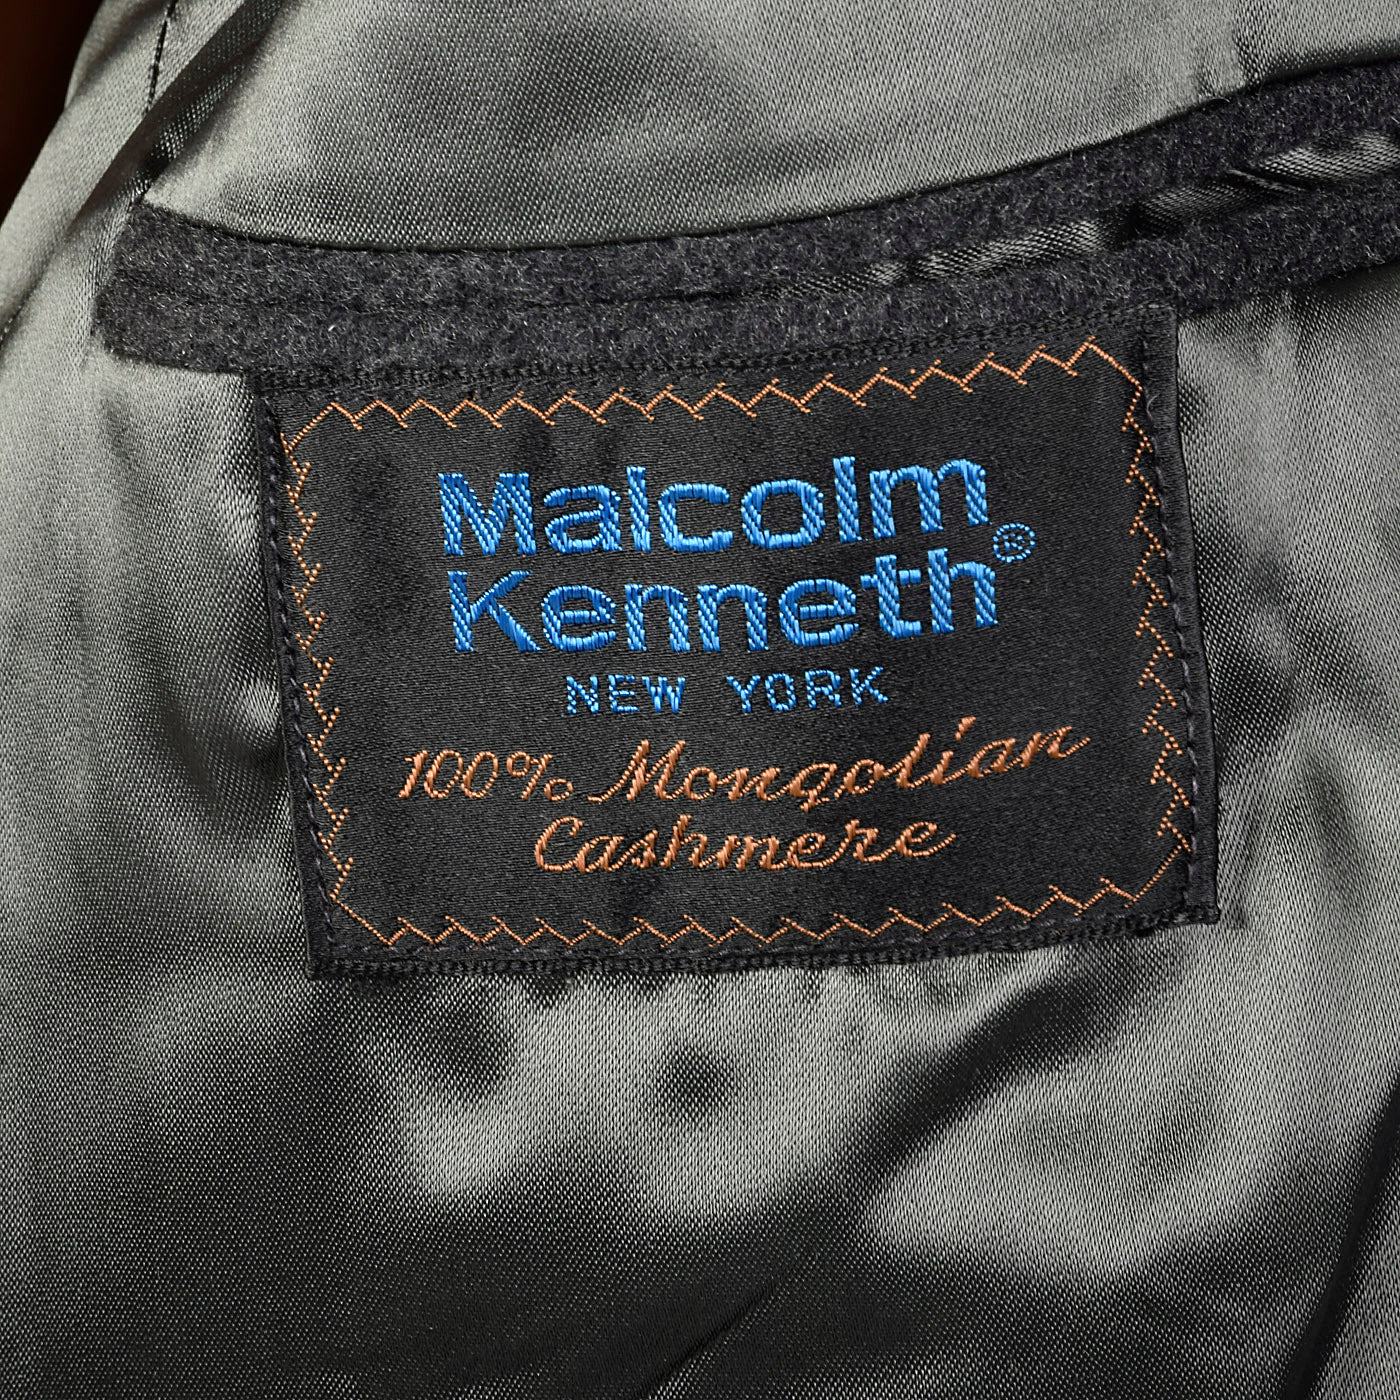 Malcolm
Kenneth®
NEW YORK
100% Mongolian
Cashmere